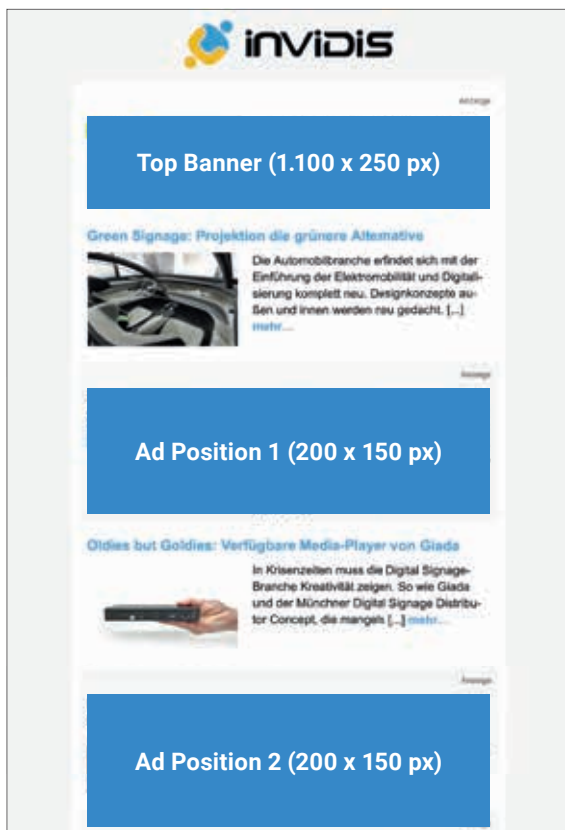 invidis
Anzeige
Top Banner (1.100 x 250 px)
Green Signage: Projektion die grünere Alternative
Die Automobilbranche erfindet sich mit der
Einführung der Elektromobilität und Digitali-
sierung komplett neu. Designkonzepte au-
ßen und innen werden neu gedacht. [...]
mehr...
Anzeige
Ad Position 1 (200 x 150 px)
Oldies but Goldies: Verfügbare Media-Player von Giada
In Krisenzeiten muss die Digital Signage-
Branche Kreativität zeigen. So wie Giada
und der Münchner Digital Signage Distribu-
tor Concept, die mangels [...] mehr...
Anzeige
Ad Position 2 (200 x 150 px)